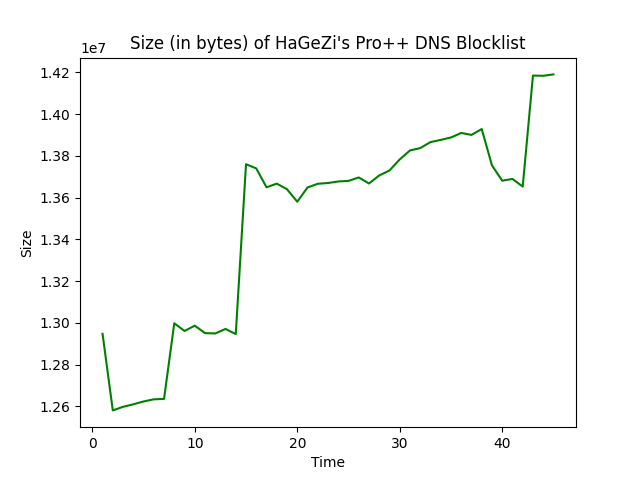 Size (in bytes) of HaGeZi's Pro++ DNS Blocklist
1e7
1.42
1.40
1.38
1.36
1.34
1.32
1.30
1.28
1.26
Size
0 10 20 30 40
Time